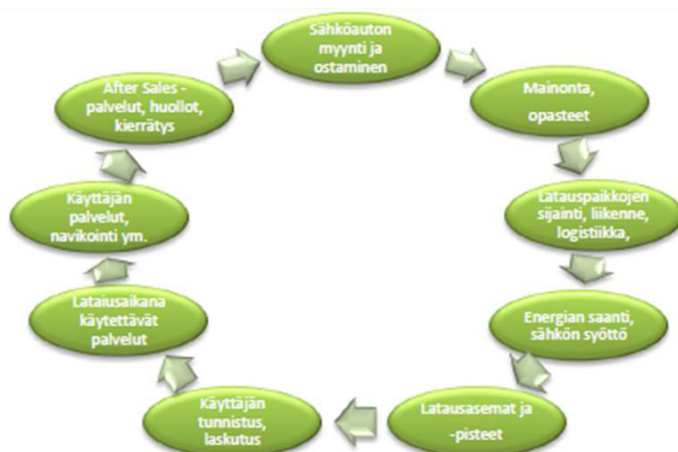 Sähköauton
myynti ja
ostaminen
Mainonta,
opasteet
Latauspaikkojen
sijainti, liikenne,
logistiikka,
Energian saanti,
sähkön syöttö
Latausasemat ja
-pisteet
Käyttäjän
tunnistus,
laskutus
Lataiusaikana
käytettävät
palvelut
Käyttäjän
palvelut,
navikointi ym.
After Sales -
palvelut, huollot,
kierrätys